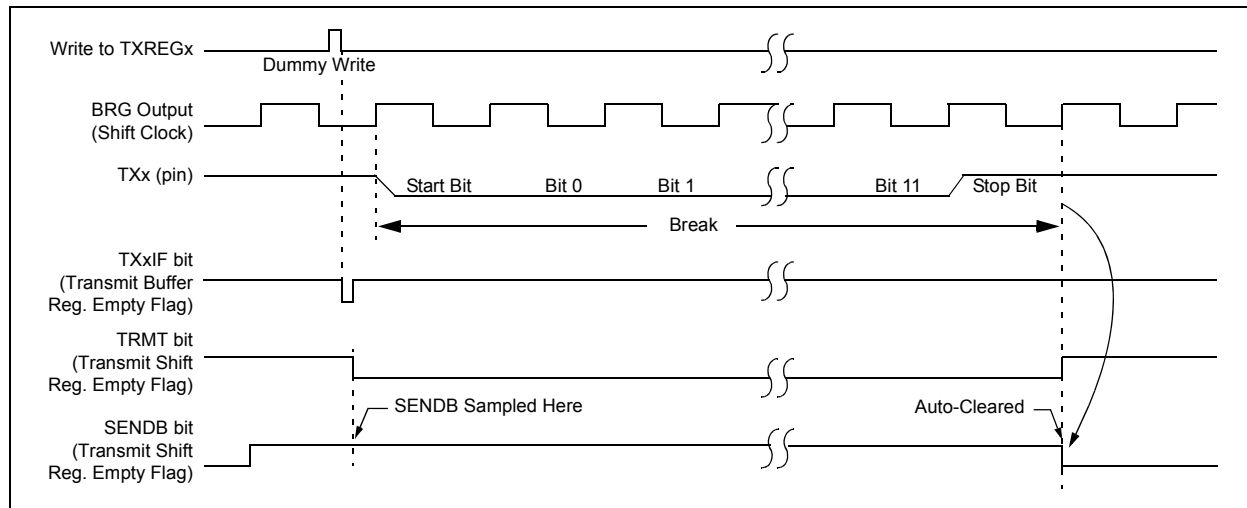 Write to TXREGx
Dummy Write
BRG Output
(Shift Clock)
TXx (pin)
Start Bit
Bit 0
Bit 1
Bit 11
Stop Bit
Break
TXxIF bit
(Transmit Buffer
Reg. Empty Flag)
TRMT bit
(Transmit Shift
Reg. Empty Flag)
SENDB Sampled Here
Auto-Cleared
SENDB bit
(Transmit Shift
Reg. Empty Flag)